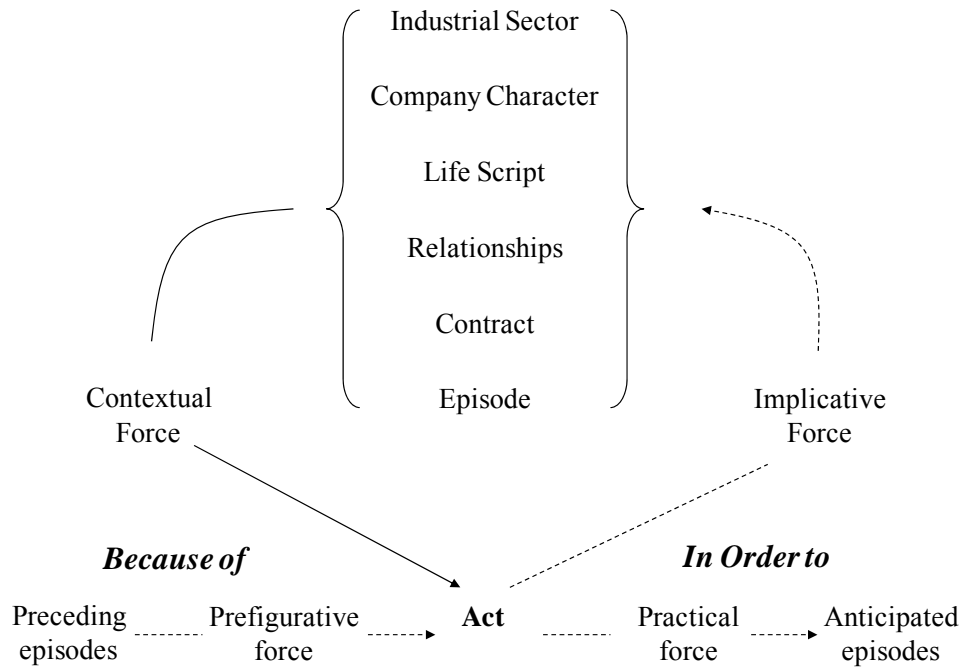 Industrial Sector
Company Character
Life Script
Relationships
Contract
Episode
Contextual
Force
Implicative
Force
Because of
In Order to
Preceding
episodes
Prefigurative
force
Act
Practical
force
Anticipated
episodes